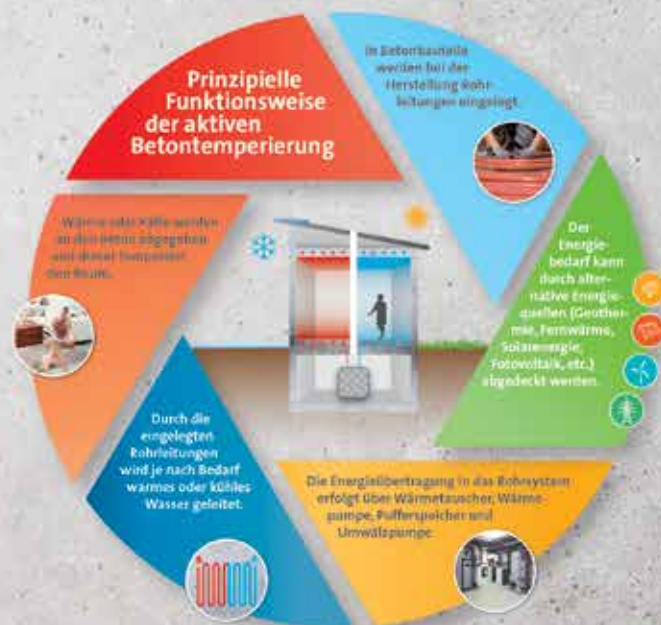 Prinzipielle
Funktionsweise
der aktiven
Betontemperierung
In Betonbauteile
werden bei der
Herstellung Rohr-
leitungen eingelegt.
Der
Energie-
bedarf kann
durch alter-
native Energie-
quellen (Geother-
mie, Fernwärme,
Solarenergie,
Fotovoltaik, etc.)
abgedeckt werden.
Die Energieübertragung in das Rohrsystem
erfolgt über Wärmetauscher, Wärme-
pumpe, Pufferspeicher und
Umwälzpumpe.
Durch die
eingelegten
Rohrleitungen
wird je nach Bedarf
warmes oder kühles
Wasser geleitet.
Wärme oder Kälte werden
an den Beton abgegeben
und dieser temperiert
den Raum.